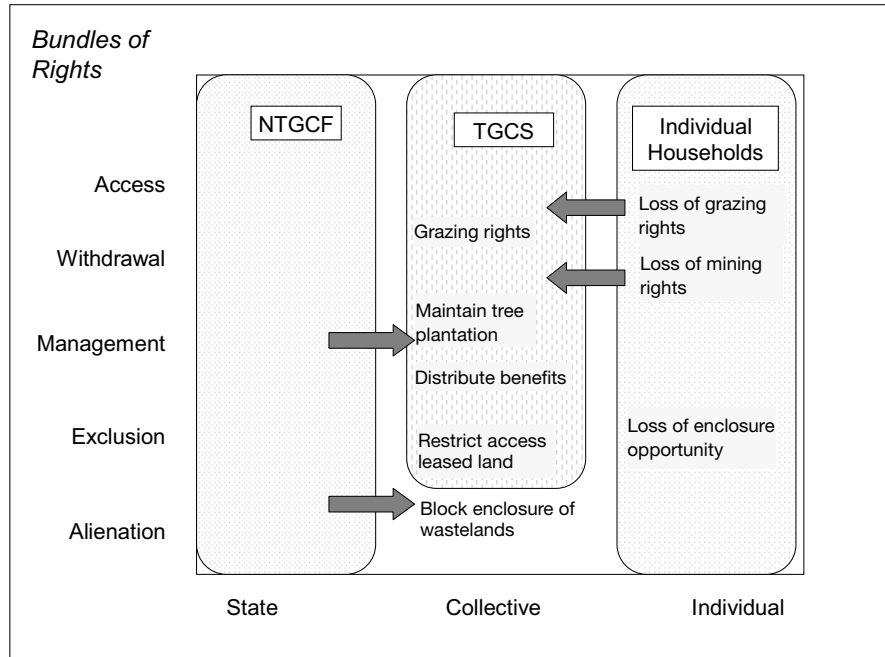 Bundles of
Rights
NTGCF
TGCS
Individual
Households
Access
Withdrawal
Management
Exclusion
Alienation
Grazing rights
Maintain tree
plantation
Distribute benefits
Restrict access
leased land
Block enclosure of
wastelands
Loss of grazing
rights
Loss of mining
rights
Loss of enclosure
opportunity
State
Collective
Individual